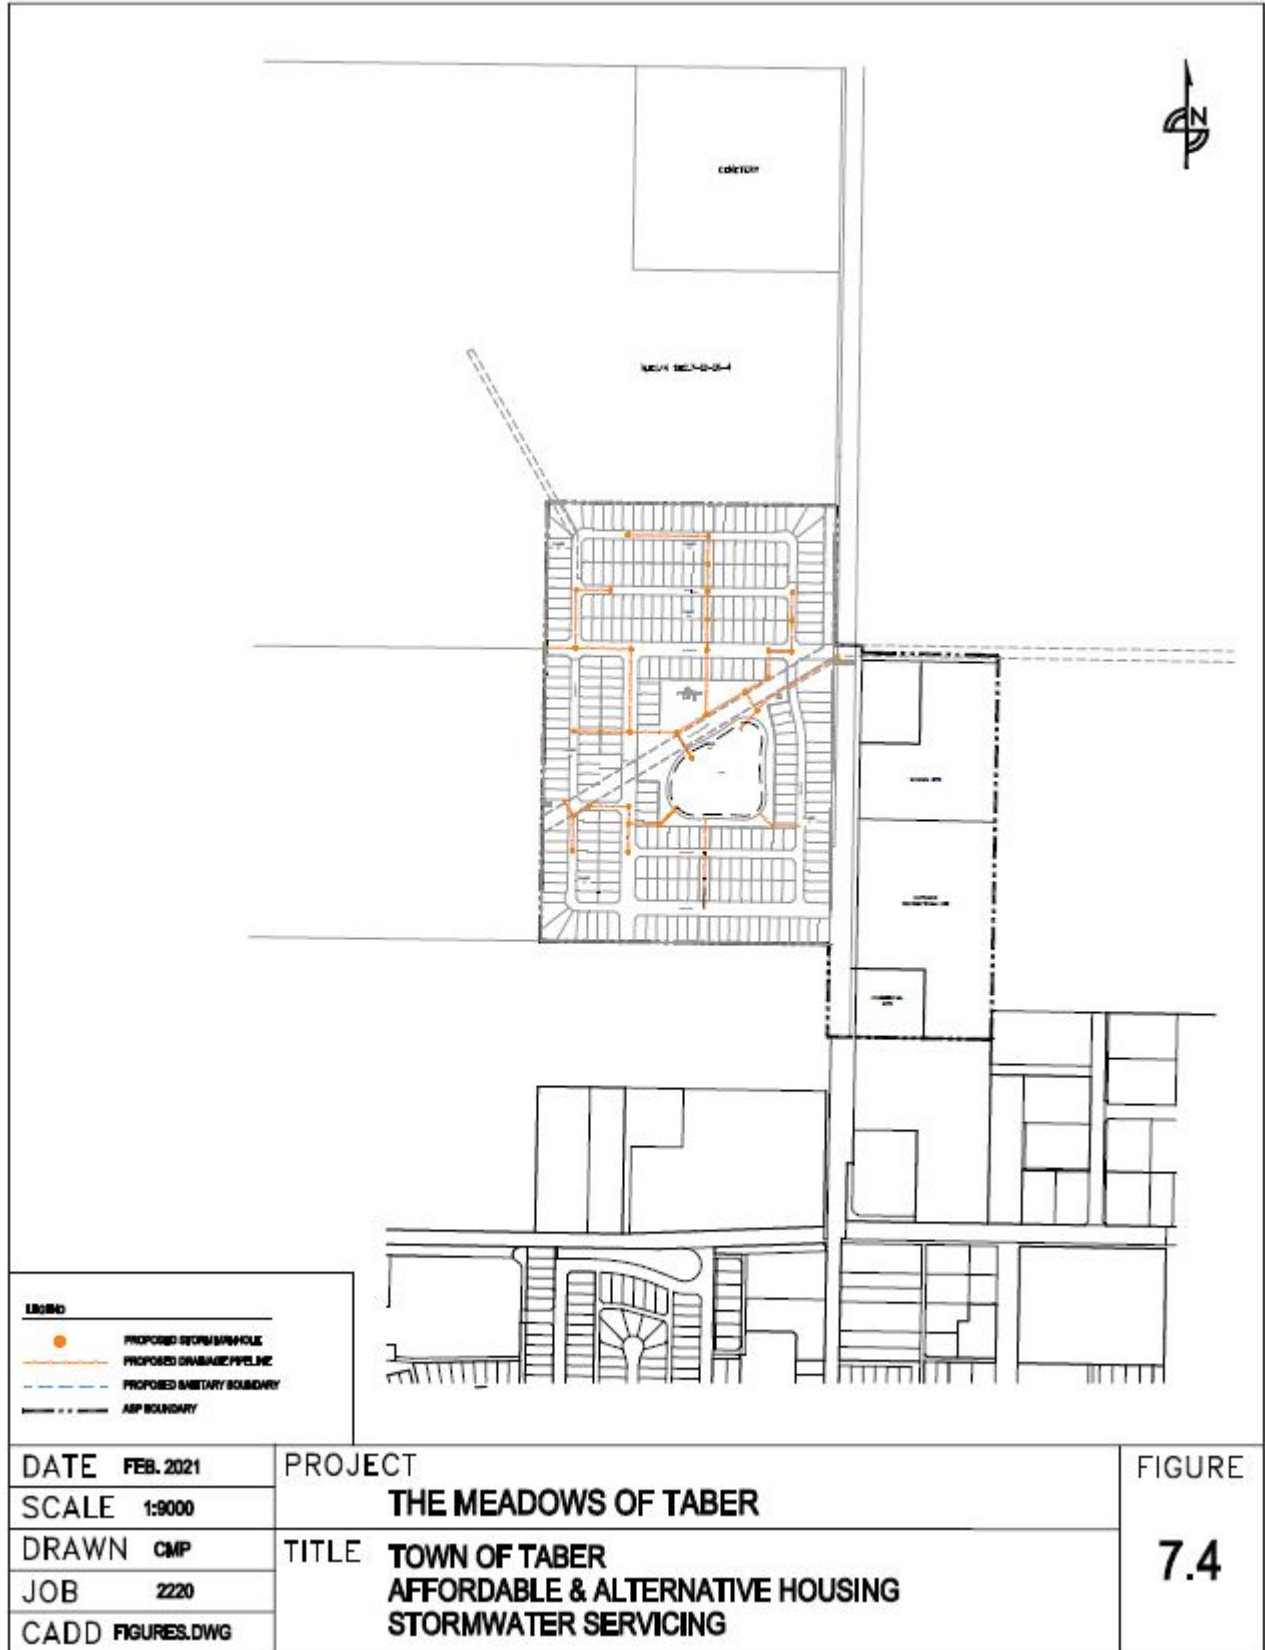 N
CEMETERY
LEGEND
PROPOSED STORM MANHOLE
PROPOSED DRAINAGE PIPELINE
PROPOSED SANITARY BOUNDARY
ASP BOUNDARY
DATE FEB. 2021
SCALE 1:9000
DRAWN CMP
JOB 2220
CADD FIGURES.DWG
PROJECT
THE MEADOWS OF TABER
TITLE TOWN OF TABER
AFFORDABLE & ALTERNATIVE HOUSING
STORMWATER SERVICING
FIGURE
7.4